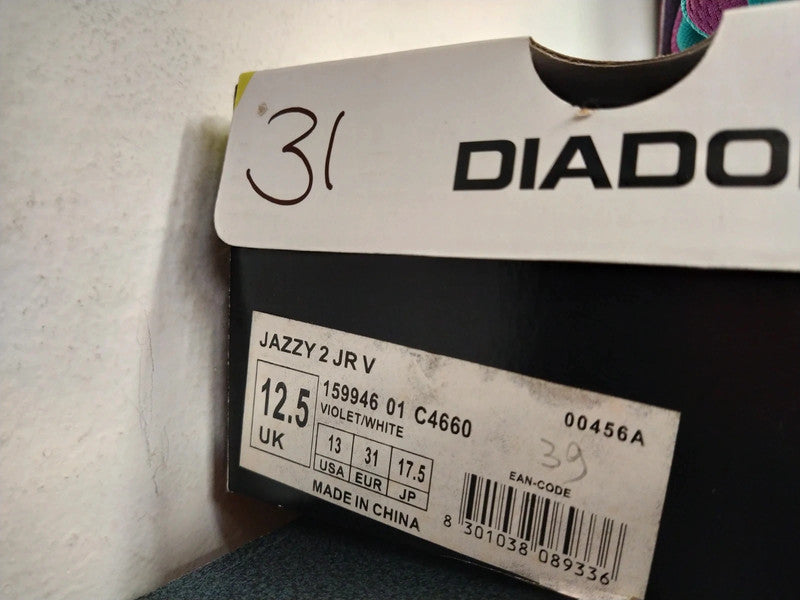 31
DIADO
JAZZY 2 JR V
12.5
UK
159946 01 C4660
VIOLET/WHITE
13 31 17.5
USA EUR JP
MADE IN CHINA
00456A
39
EAN-CODE
8 301038 089336